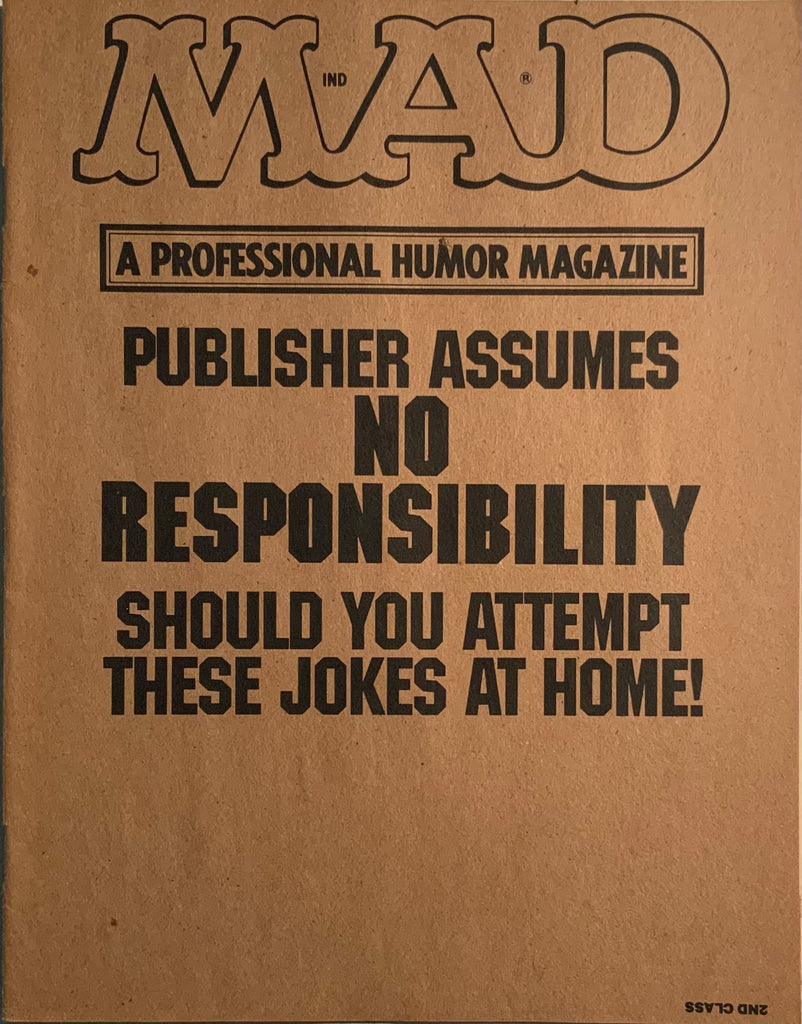 MAD
IND
®
A PROFESSIONAL HUMOR MAGAZINE
PUBLISHER ASSUMES
NO
RESPONSIBILITY
SHOULD YOU ATTEMPT
THESE JOKES AT HOME!
2ND CLASS